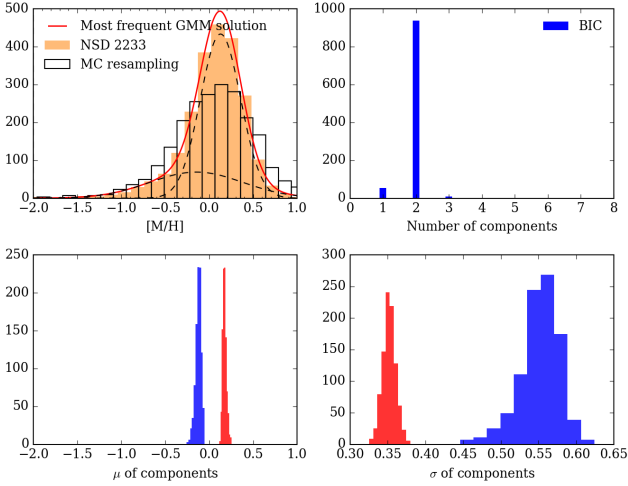 500
400
300
200
100
0
−2.0 −1.5 −1.0 −0.5 0.0 0.5 1.0
[M/H]
Most frequent GMM solution
NSD 2233
MC resampling
1000
800
600
400
200
0
0 1 2 3 4 5 6 7 8
Number of components
BIC
250
200
150
100
50
0
−2.0 −1.5 −1.0 −0.5 0.0 0.5 1.0
μ of components
300
250
200
150
100
50
0
0.30 0.35 0.40 0.45 0.50 0.55 0.60 0.65
σ of components